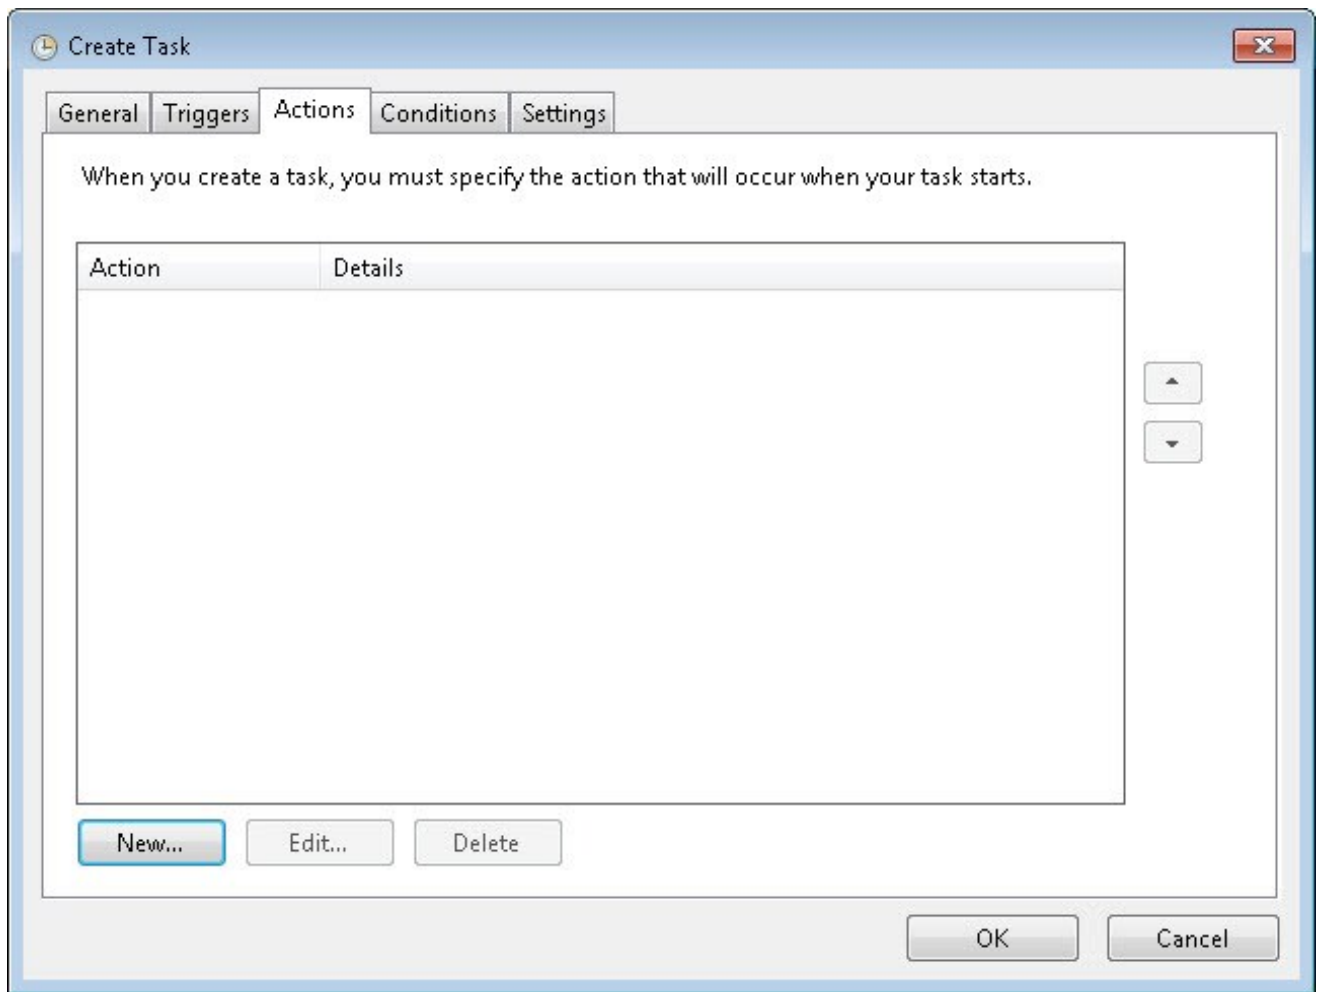 Create Task
General Triggers Actions Conditions Settings
When you create a task, you must specify the action that will occur when your task starts.
Action Details
New... Edit... Delete
OK Cancel